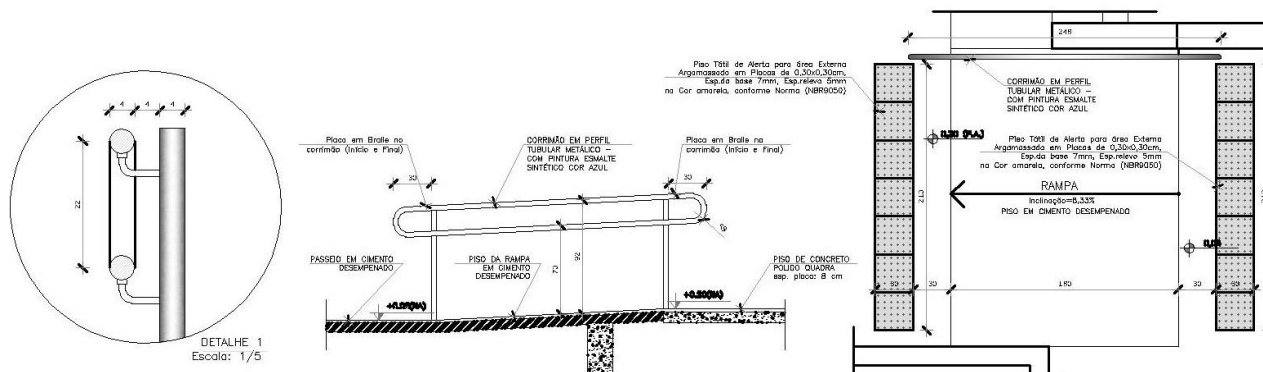 4 4 4
22
DETALHE 1
Escala: 1/5
Placa em Braile no
corrimão (Início e Final)
CORRIMÃO EM PERFIL
TUBULAR METÁLICO –
COM PINTURA ESMALTE
SINTÉTICO COR AZUL
Placa em Braile no
corrimão (Início e Final)
30
30
PASSEIO EM CIMENTO
DESEMPENADO
PISO DA RAMPA
EM CIMENTO
DESEMPENADO
70
92
PISO DE CONCRETO
POLIDO QUADRA
esp. placa: 8 cm
Piso Tátil de Alerta para área Externa
Argamassado em Placas de 0,30x0,30cm,
Esp.da base 7mm, Esp.relevo 5mm
na Cor amarela, conforme Norma (NBR9050)
CORRIMÃO EM PERFIL
TUBULAR METÁLICO –
COM PINTURA ESMALTE
SINTÉTICO COR AZUL
Piso Tátil de Alerta para área Externa
Argamassado em Placas de 0,30x0,30cm,
Esp.da base 7mm, Esp.relevo 5mm
na Cor amarela, conforme Norma (NBR9050)
213
RAMPA
Inclinação=8,33%
PISO EM CIMENTO DESEMPENADO
30
180
30